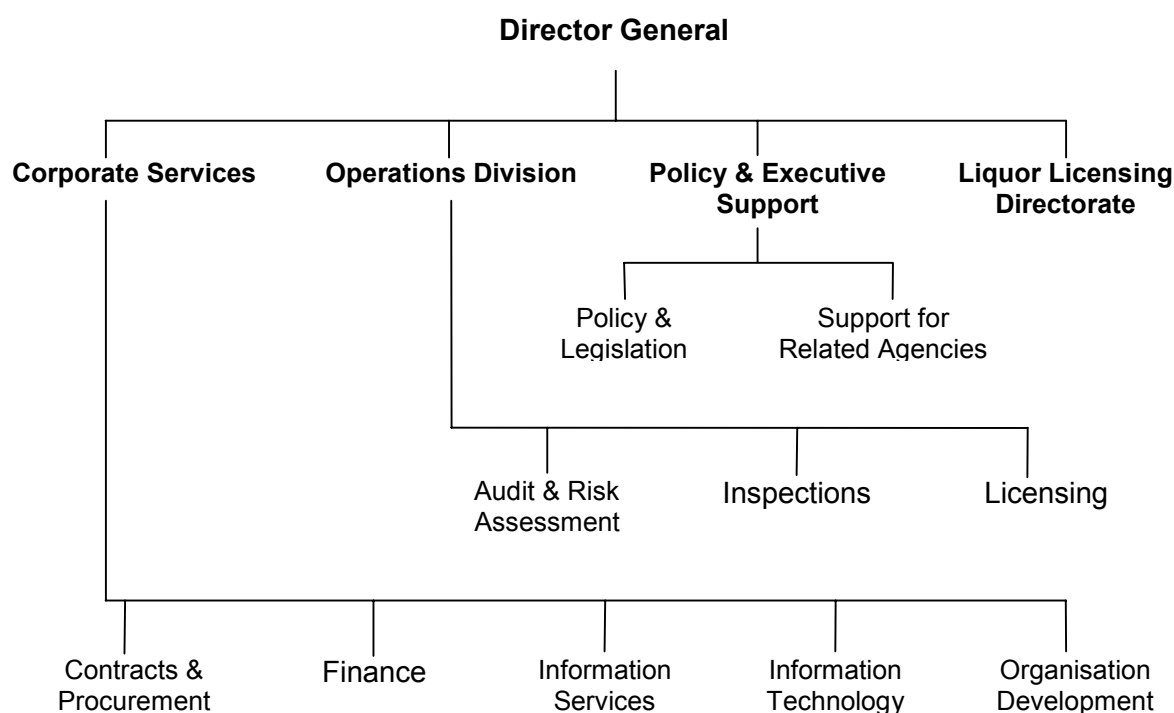 Director General
Corporate Services
Operations Division
Policy & Executive
Support
Liquor Licensing
Directorate
Policy &
Legislation
Support for
Related Agencies
Audit & Risk
Assessment
Inspections
Licensing
Contracts &
Procurement
Finance
Information
Services
Information
Technology
Organisation
Development